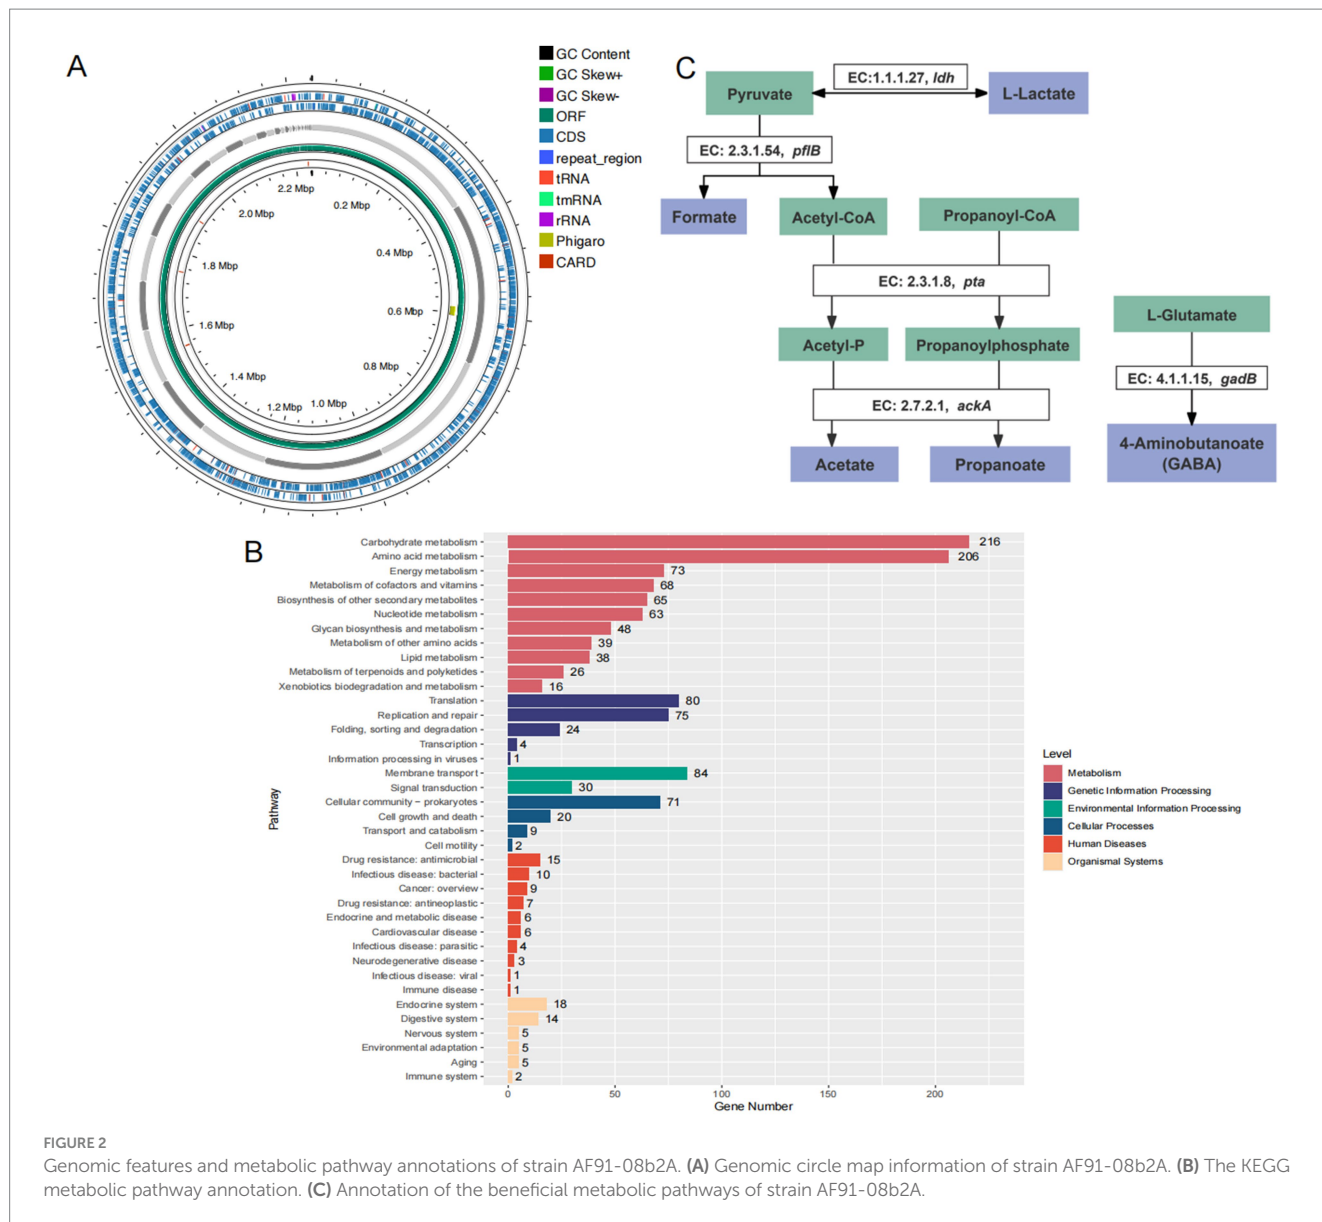 A
GC Content
GC Skew+
GC Skew-
ORF
CDS
repeat_region
tRNA
tmRNA
rRNA
Phigaro
CARD
2.2 Mbp
0.2 Mbp
2.0 Mbp
0.4 Mbp
1.8 Mbp
0.6 Mbp
1.6 Mbp
0.8 Mbp
1.4 Mbp
1.2 Mbp
1.0 Mbp
C
EC:1.1.1.27, ldh
Pyruvate
L-Lactate
EC: 2.3.1.54, pflB
Formate
Acetyl-CoA
Propanoyl-CoA
EC: 2.3.1.8, pta
Acetyl-P
Propanoylphosphate
EC: 2.7.2.1, ackA
Acetate
Propanoate
L-Glutamate
EC: 4.1.1.15, gadB
4-Aminobutanoate
(GABA)
B
Carbohydrate metabolism 216
Amino acid metabolism 206
Energy metabolism 73
Metabolism of cofactors and vitamins 68
Biosynthesis of other secondary metabolites 65
Nucleotide metabolism 63
Glycan biosynthesis and metabolism 48
Metabolism of other amino acids 39
Lipid metabolism 38
Metabolism of terpenoids and polyketides 26
Xenobiotics biodegradation and metabolism 16
Translation 80
Replication and repair 75
Folding, sorting and degradation 24
Transcription 4
Information processing in viruses 1
Membrane transport 84
Signal transduction 30
Cellular community − prokaryotes 71
Cell growth and death 20
Transport and catabolism 9
Cell motility 2
Drug resistance: antimicrobial 15
Infectious disease: bacterial 10
Cancer: overview 9
Drug resistance: antineoplastic 7
Endocrine and metabolic disease 6
Cardiovascular disease 6
Infectious disease: parasitic 4
Neurodegenerative disease 3
Infectious disease: viral 1
Immune disease 1
Endocrine system 18
Digestive system 14
Nervous system 5
Environmental adaptation 5
Aging 5
Immune system 2
Pathway
0 50 100 150 200
Gene Number
Level
Metabolism
Genetic Information Processing
Environmental Information Processing
Cellular Processes
Human Diseases
Organismal Systems
FIGURE 2
Genomic features and metabolic pathway annotations of strain AF91-08b2A. (A) Genomic circle map information of strain AF91-08b2A. (B) The KEGG
metabolic pathway annotation. (C) Annotation of the beneficial metabolic pathways of strain AF91-08b2A.